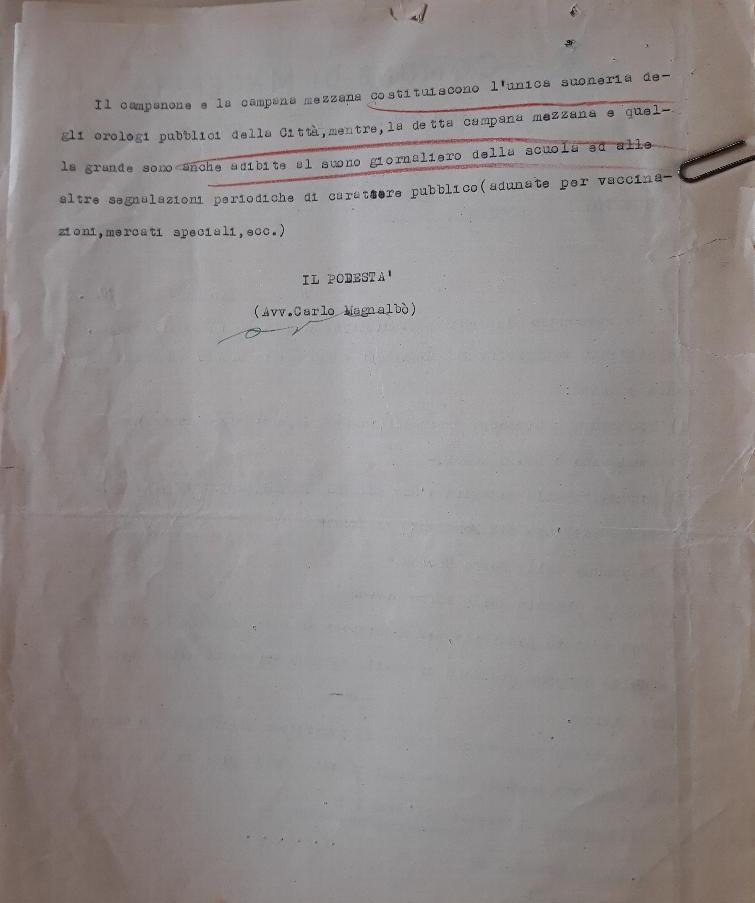 Il campanone e la campana mezzana costituiscono l'unica suoneria de-
gli orologi pubblici della Città,mentre,la detta campana mezzana e quel-
la grande sono anche adibite al suono giornaliero della scuola ed alle
altre segnalazioni periodiche di carattere pubblico(adunate per vaccina-
zioni,mercati speciali,ecc.)
IL PODESTA'
(Avv.Carlo Magnalbò)